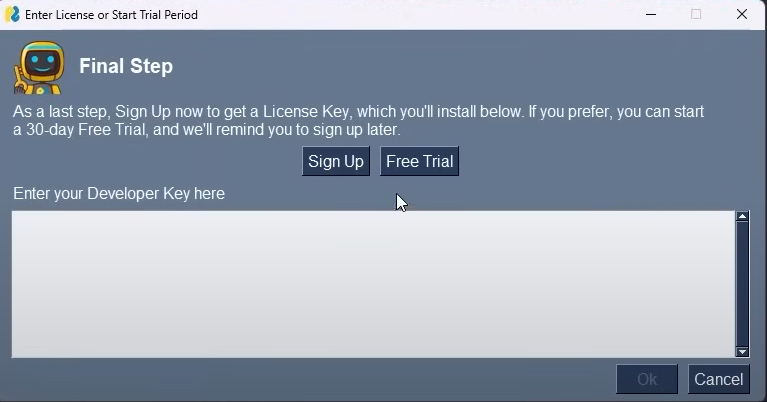 Enter License or Start Trial Period
Final Step
As a last step, Sign Up now to get a License Key, which you'll install below. If you prefer, you can start
a 30-day Free Trial, and we'll remind you to sign up later.
Sign Up Free Trial
Enter your Developer Key here
Ok Cancel